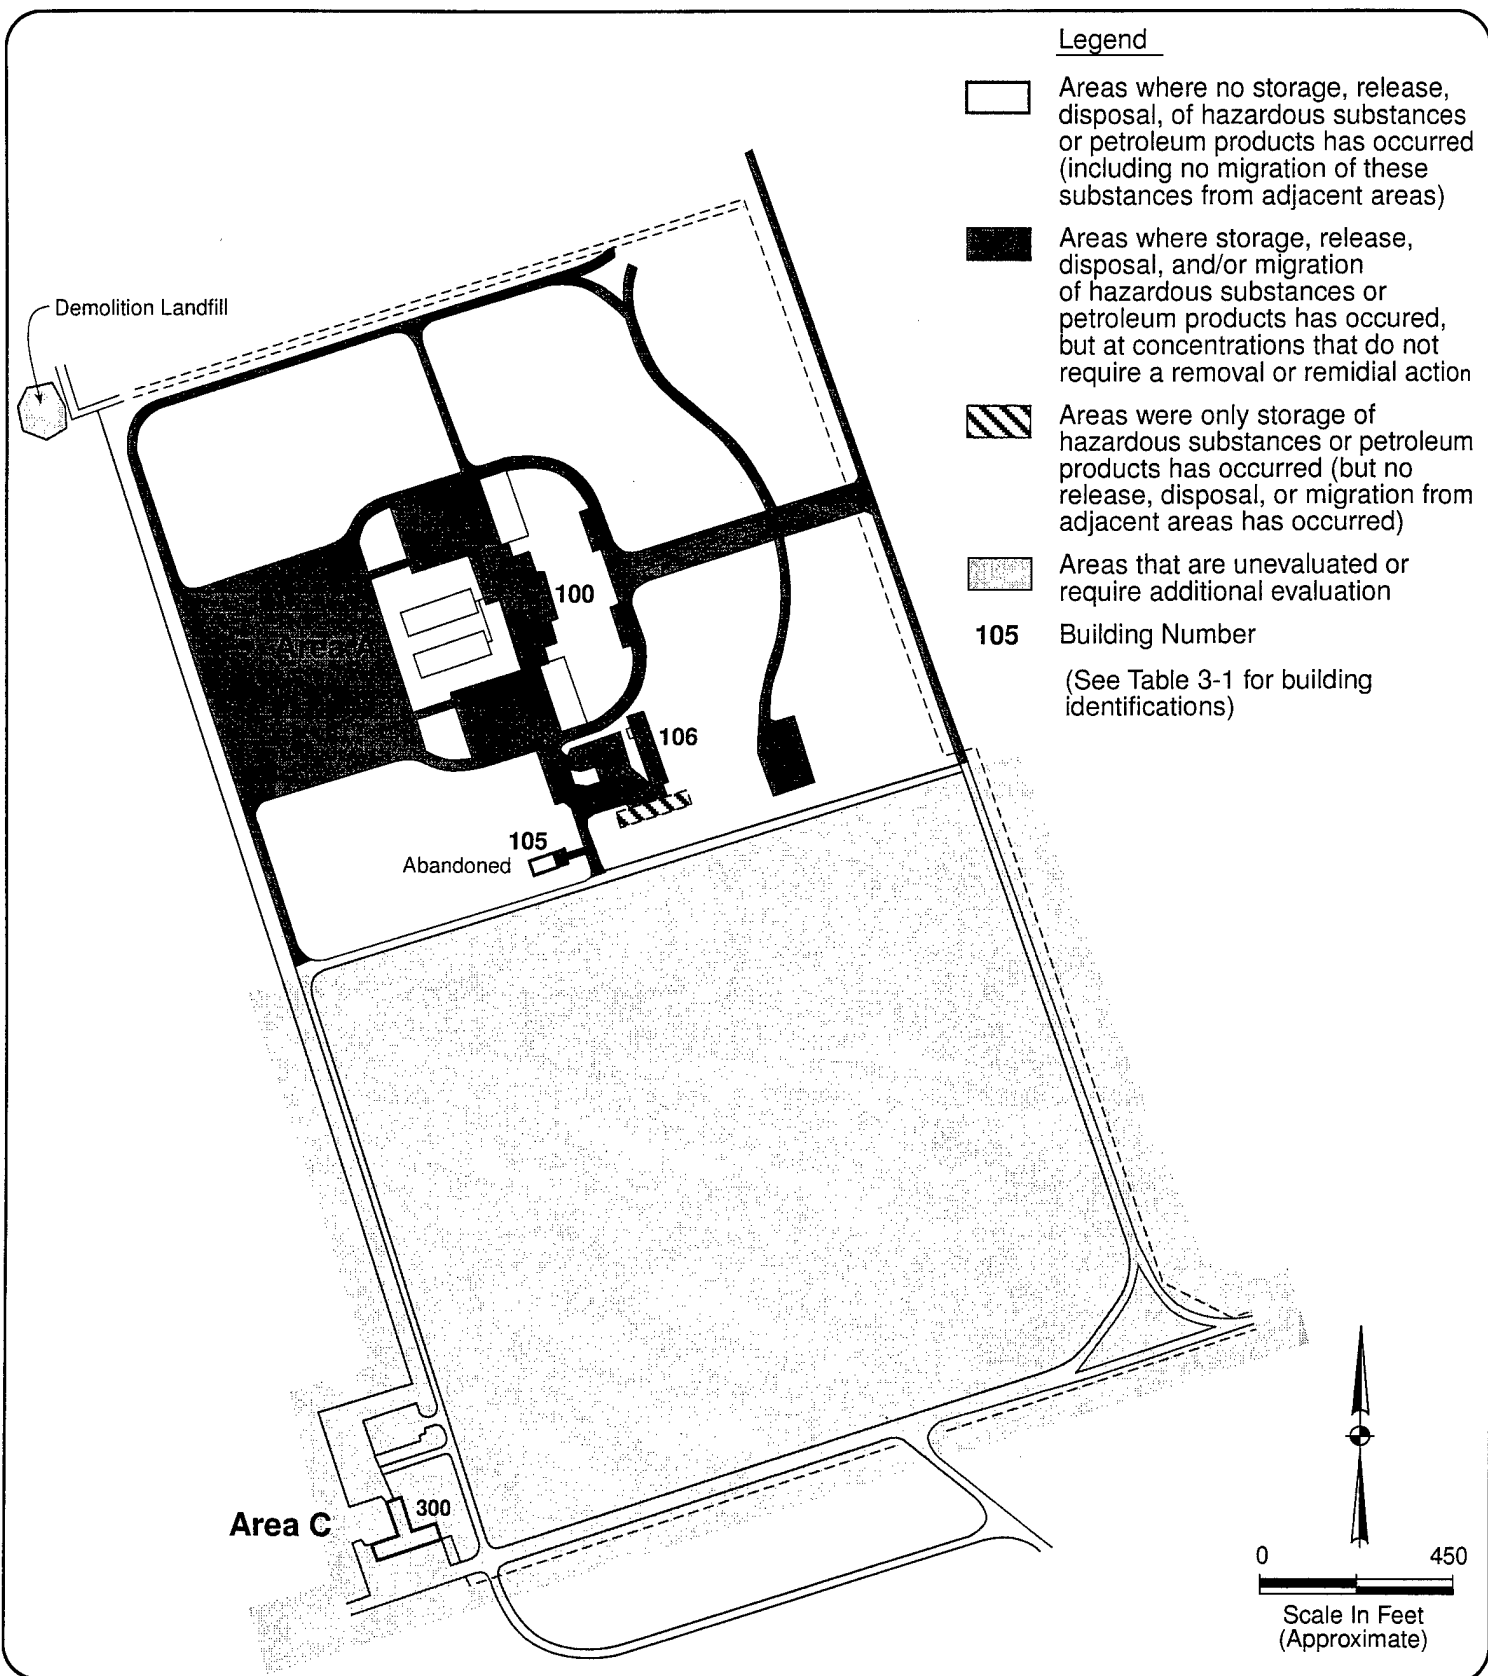 Legend
Areas where no storage, release,
disposal, of hazardous substances
or petroleum products has occurred
(including no migration of these
substances from adjacent areas)
Areas where storage, release,
disposal, and/or migration
of hazardous substances or
petroleum products has occured,
but at concentrations that do not
require a removal or remidial action
Areas were only storage of
hazardous substances or petroleum
products has occurred (but no
release, disposal, or migration from
adjacent areas has occurred)
Areas that are unevaluated or
require additional evaluation
105 Building Number
(See Table 3-1 for building
identifications)
Demolition Landfill
100
Area A
106
105
Abandoned
300
Area C
0 450
Scale In Feet
(Approximate)